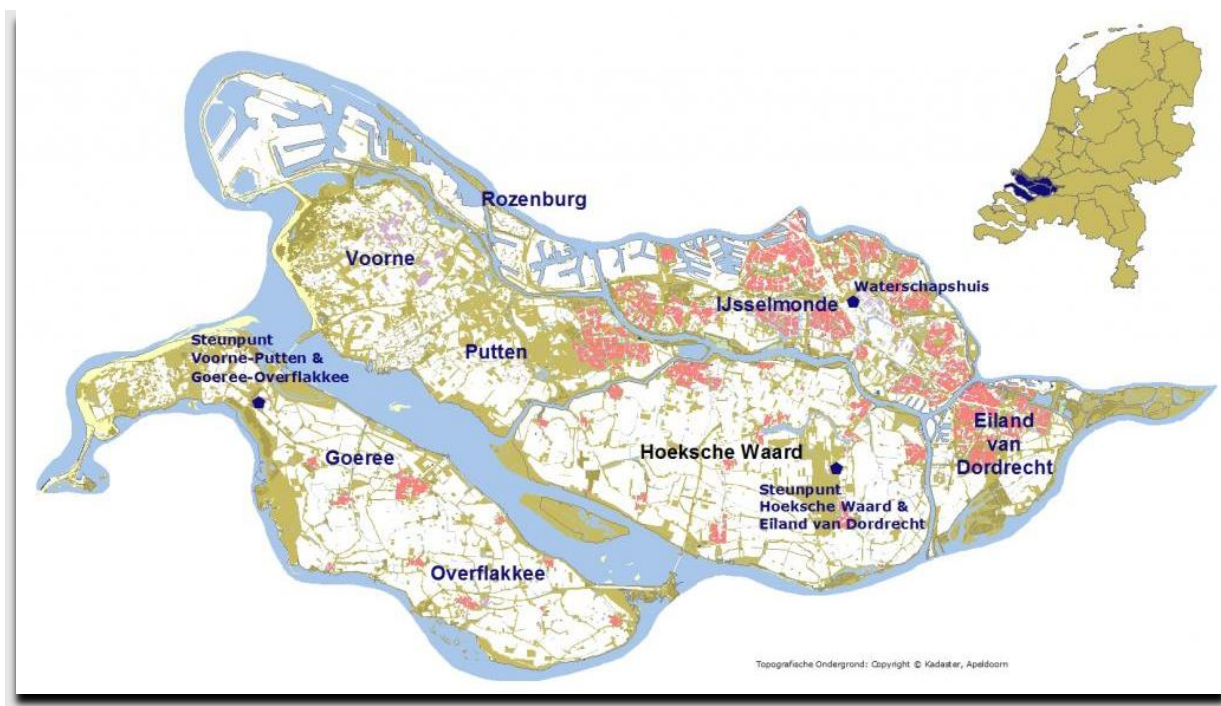 Rozenburg
Voorne
Waterschapshuis
IJsselmonde
Steunpunt
Voorne-Putten &
Goeree-Overflakkee
Putten
Eiland
van
Dordrecht
Hoeksche Waard
Goeree
Steunpunt
Hoeksche Waard &
Eiland van Dordrecht
Overflakkee
Topografische Ondergrond: Copyright © Kadaster, Apeldoorn